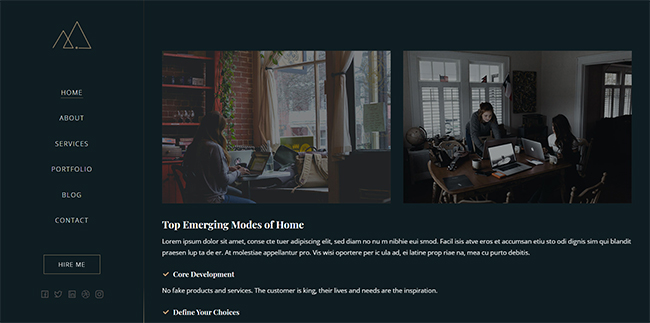 HOME
ABOUT
SERVICES
PORTFOLIO
BLOG
CONTACT
HIRE ME
Top Emerging Modes of Home
Lorem ipsum dolor sit amet, conse cte tuer adipiscing elit, sed diam no nu m nibhie eui smod. Facil isis atve eros et accumsan etiu sto odi dignis sim qui blandit
praesen lup ta de er. At molestiae appellantur pro. Vis wisi oportere per ic ula ad, ei latine prop riae na, mea cu purto debitis.
Core Development
No fake products and services. The customer is king, their lives and needs are the inspiration.
Define Your Choices